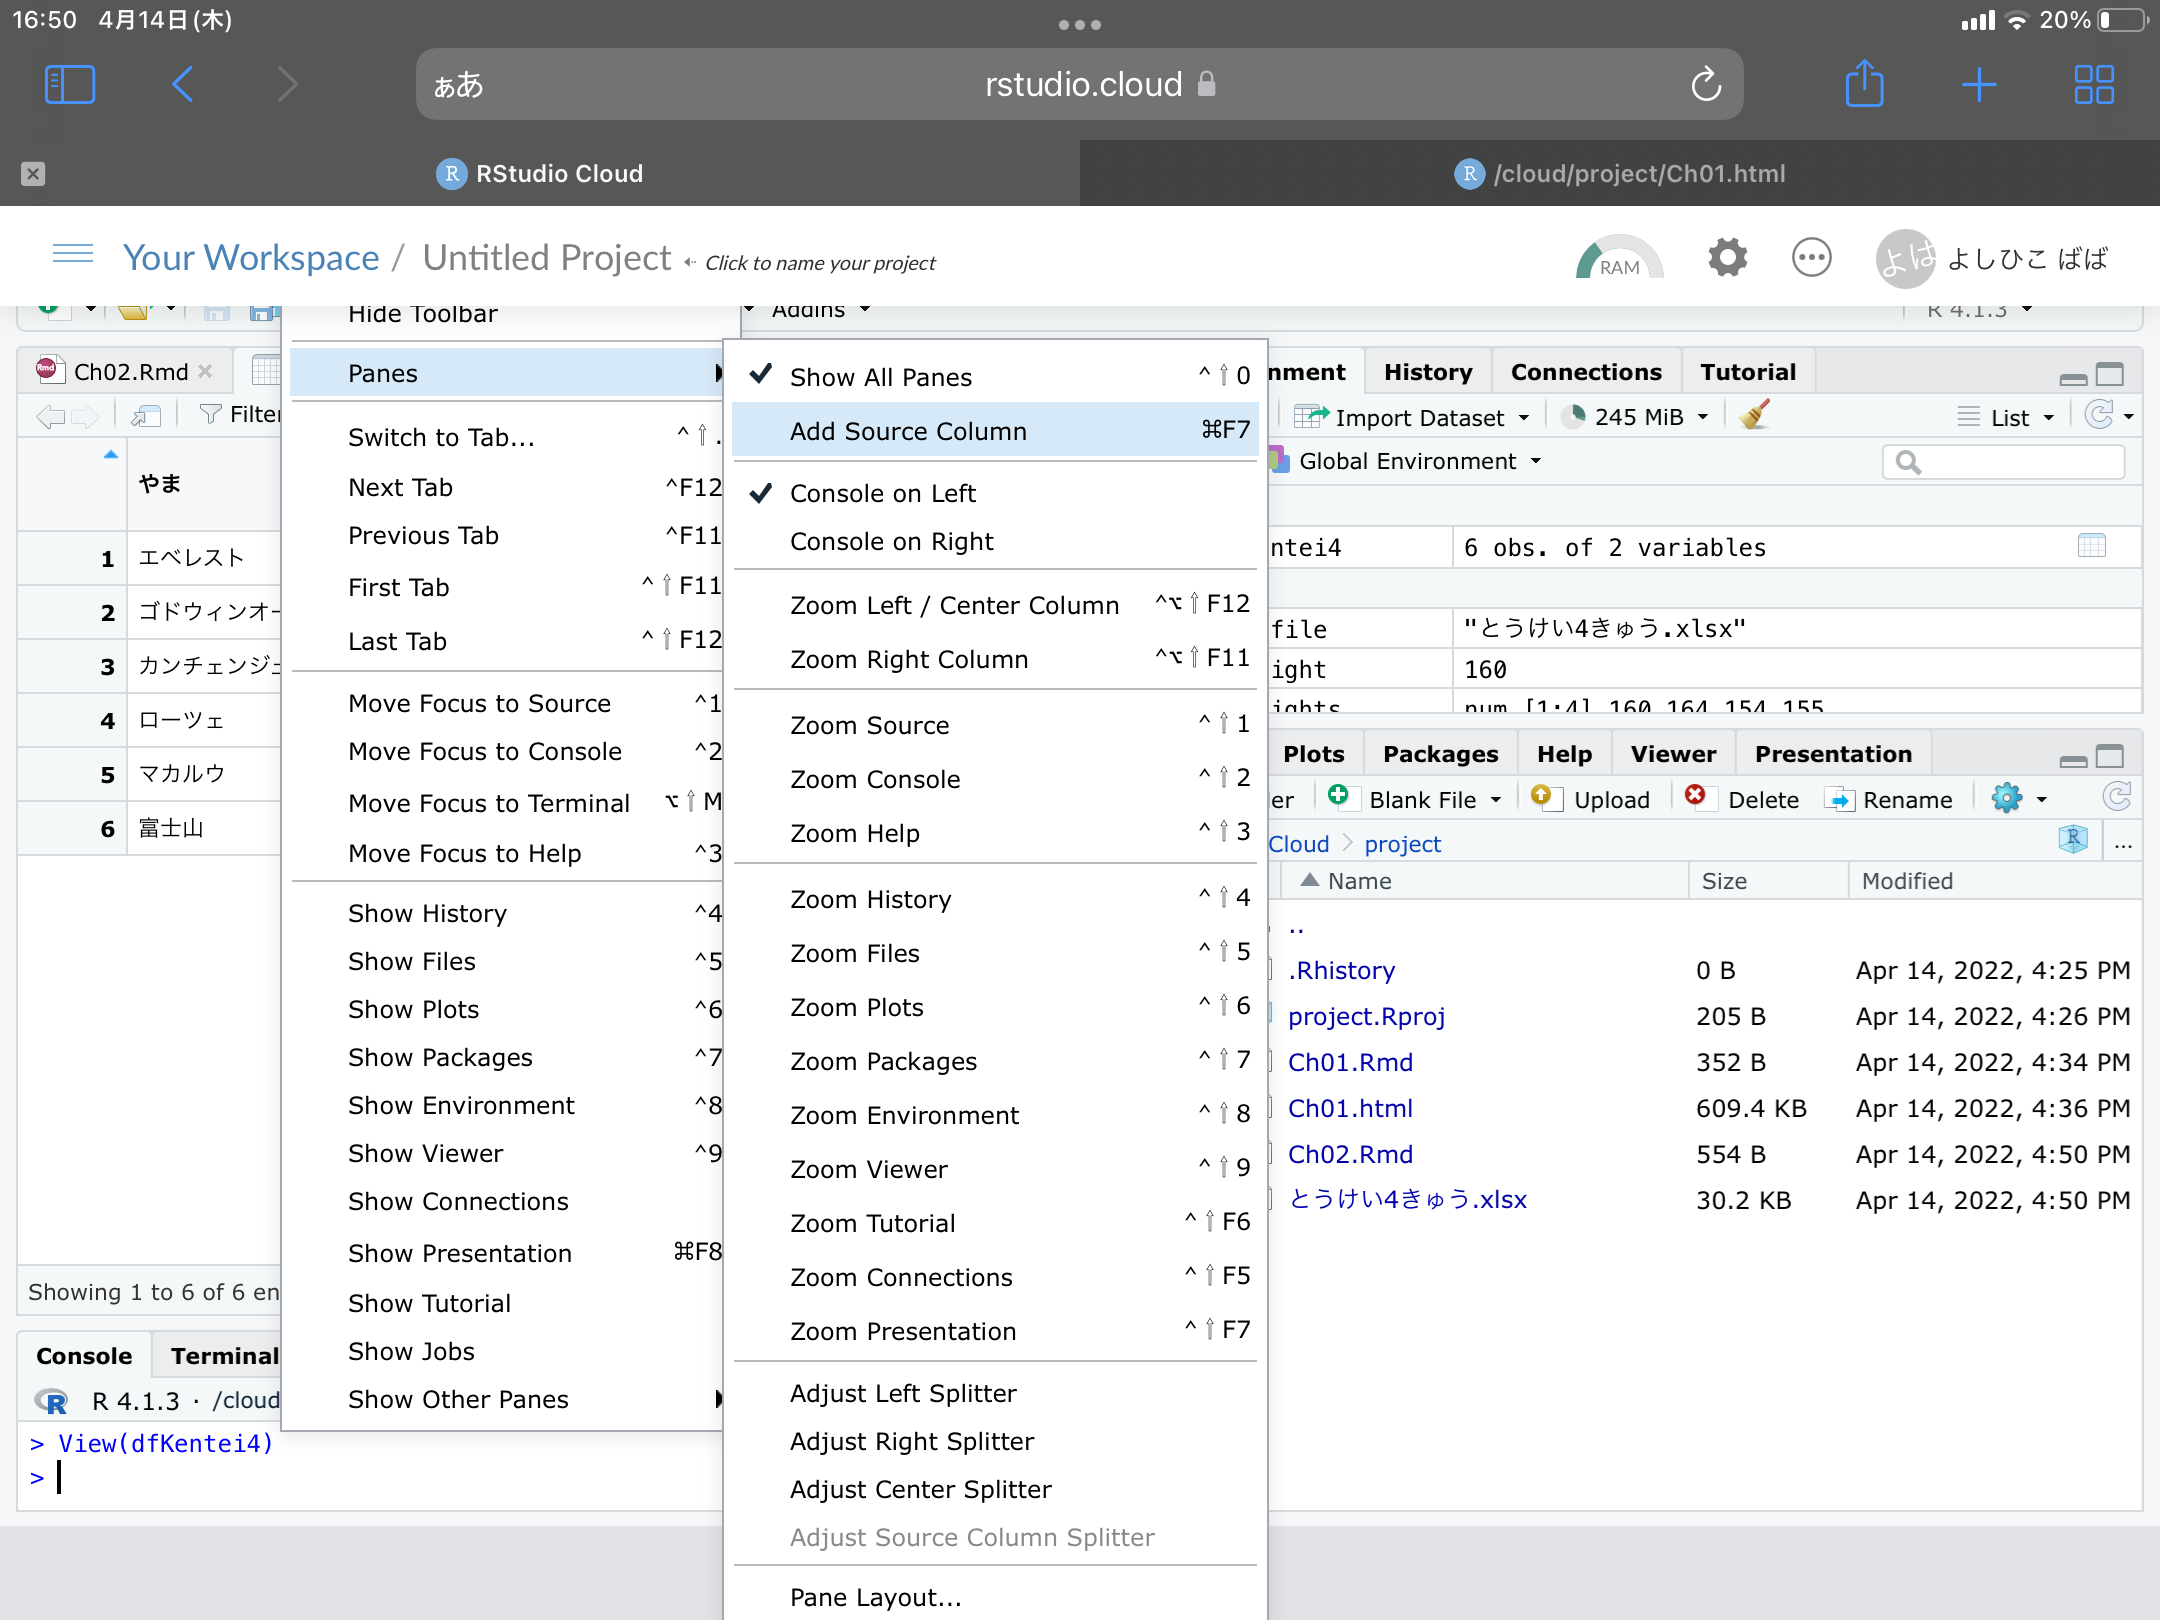 16:50 4月14日(木)
20%
ぁあ
rstudio.cloud
RStudio Cloud
/cloud/project/Ch01.html
Your Workspace / Untitled Project Click to name your project
RAM
よしひこ ばば
Hide Toolbar
Addins
R 4.1.3
Ch02.Rmd
Filter
やま
1 エベレスト
2 ゴドウィンオー
3 カンチェンジュ
4 ローツェ
5 マカルウ
6 富士山
Showing 1 to 6 of 6 en
Console Terminal
R 4.1.3 · /cloud
> View(dfKentei4)
>
Panes
Switch to Tab... ^⇧.
Next Tab ^F12
Previous Tab ^F11
First Tab ^⇧F11
Last Tab ^⇧F12
Move Focus to Source ^1
Move Focus to Console ^2
Move Focus to Terminal ⌥⇧M
Move Focus to Help ^3
Show History ^4
Show Files ^5
Show Plots ^6
Show Packages ^7
Show Environment ^8
Show Viewer ^9
Show Connections
Show Presentation ⌘F8
Show Tutorial
Show Jobs
Show Other Panes
Show All Panes ^⇧0
Add Source Column ⌘F7
Console on Left
Console on Right
Zoom Left / Center Column ^⌥⇧F12
Zoom Right Column ^⌥⇧F11
Zoom Source ^⇧1
Zoom Console ^⇧2
Zoom Help ^⇧3
Zoom History ^⇧4
Zoom Files ^⇧5
Zoom Plots ^⇧6
Zoom Packages ^⇧7
Zoom Environment ^⇧8
Zoom Viewer ^⇧9
Zoom Tutorial ^⇧F6
Zoom Connections ^⇧F5
Zoom Presentation ^⇧F7
Adjust Left Splitter
Adjust Right Splitter
Adjust Center Splitter
Adjust Source Column Splitter
Pane Layout...
nment History Connections Tutorial
Import Dataset 245 MiB List
Global Environment
ntei4 6 obs. of 2 variables
file "とうけい4きゅう.xlsx"
ight 160
ights num [1:4] 160 164 154 155
Plots Packages Help Viewer Presentation
er Blank File Upload Delete Rename
Cloud > project R ...
Name Size Modified
..
.Rhistory 0 B Apr 14, 2022, 4:25 PM
project.Rproj 205 B Apr 14, 2022, 4:26 PM
Ch01.Rmd 352 B Apr 14, 2022, 4:34 PM
Ch01.html 609.4 KB Apr 14, 2022, 4:36 PM
Ch02.Rmd 554 B Apr 14, 2022, 4:50 PM
とうけい4きゅう.xlsx 30.2 KB Apr 14, 2022, 4:50 PM